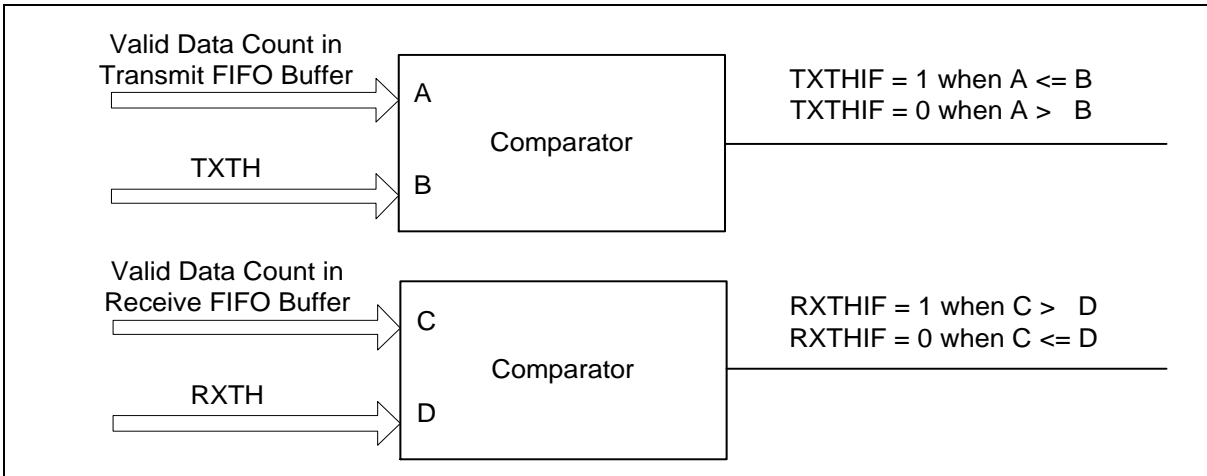 Valid Data Count in
Transmit FIFO Buffer
A
TXTH
B
Comparator
TXTHIF = 1 when A <= B
TXTHIF = 0 when A > B
Valid Data Count in
Receive FIFO Buffer
C
RXTH
D
Comparator
RXTHIF = 1 when C > D
RXTHIF = 0 when C <= D